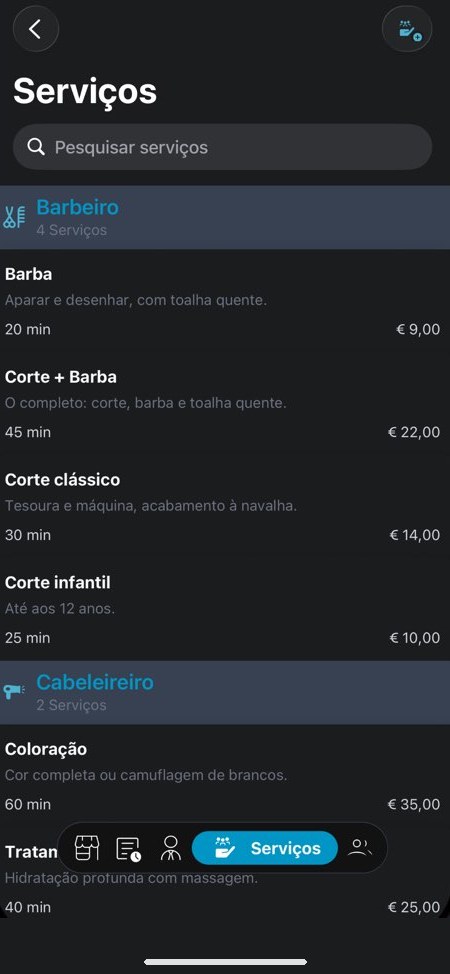 Serviços
Pesquisar serviços
Barbeiro
4 Serviços
Barba
Aparar e desenhar, com toalha quente.
20 min € 9,00
Corte + Barba
O completo: corte, barba e toalha quente.
45 min € 22,00
Corte clássico
Tesoura e máquina, acabamento à navalha.
30 min € 14,00
Corte infantil
Até aos 12 anos.
25 min € 10,00
Cabeleireiro
2 Serviços
Coloração
Cor completa ou camuflagem de brancos.
60 min € 35,00
Serviços
Hidratação profunda com massagem.
40 min € 25,00